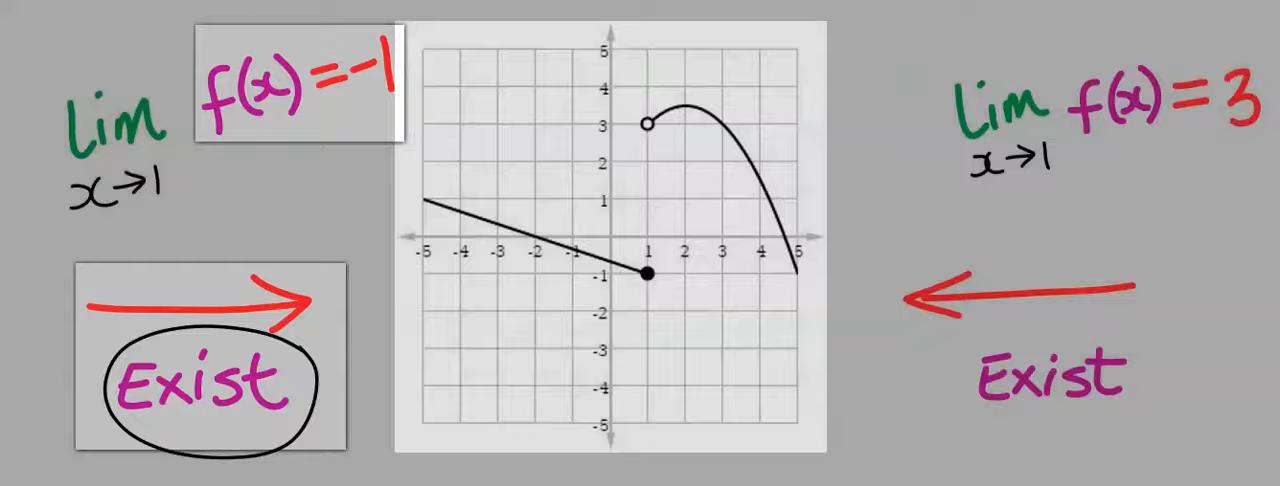 lim f(x) = -1
x→1
Exist
5
4
3
2
1
-5 -4 -3 -2 -1 1 2 3 4 5
-1
-2
-3
-4
-5
lim f(x) = 3
x→1
Exist